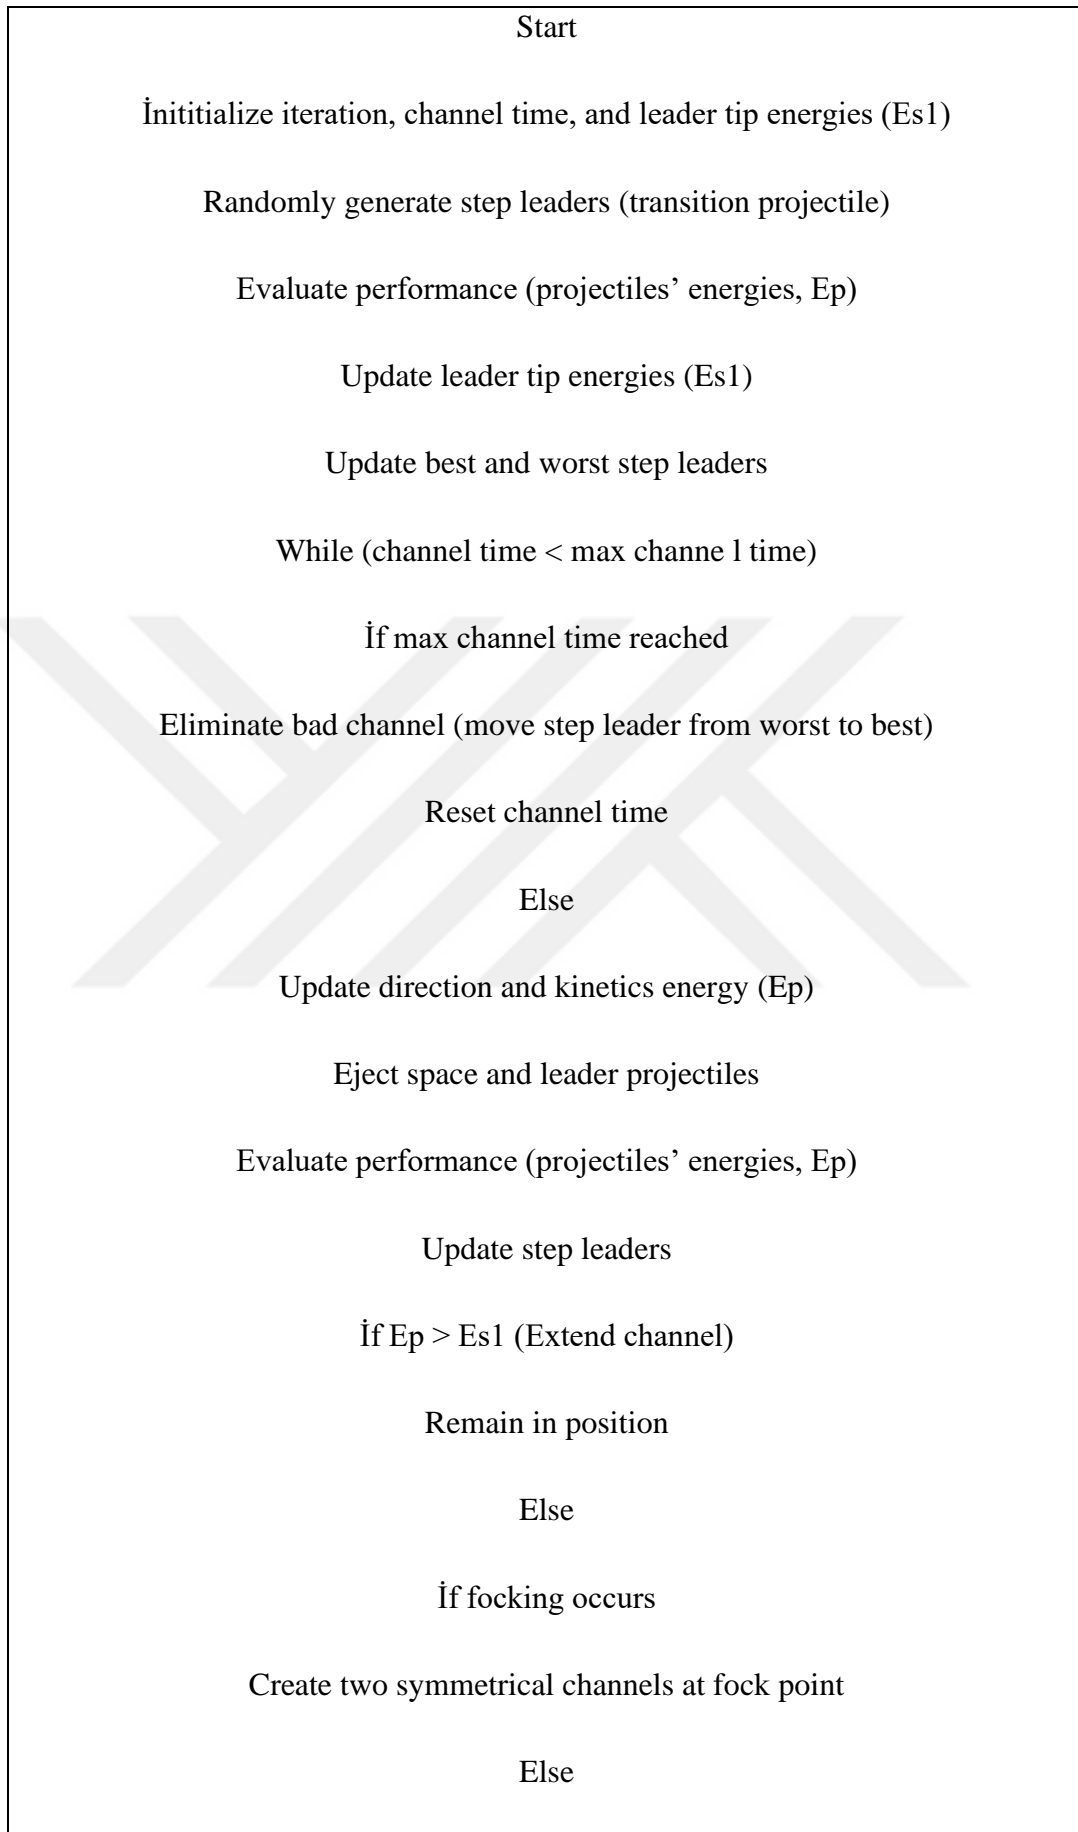 Start
İnititialize iteration, channel time, and leader tip energies (Es1)
Randomly generate step leaders (transition projectile)
Evaluate performance (projectiles’ energies, Ep)
Update leader tip energies (Es1)
Update best and worst step leaders
While (channel time < max channe l time)
İf max channel time reached
Eliminate bad channel (move step leader from worst to best)
Reset channel time
Else
Update direction and kinetics energy (Ep)
Eject space and leader projectiles
Evaluate performance (projectiles’ energies, Ep)
Update step leaders
İf Ep > Es1 (Extend channel)
Remain in position
Else
İf focking occurs
Create two symmetrical channels at fock point
Else